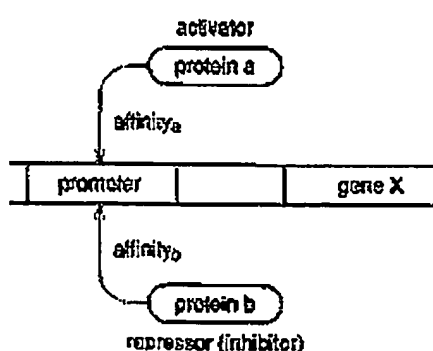 activator
protein a
affinitya
promoter gene X
affinityb
protein b
repressor (inhibitor)